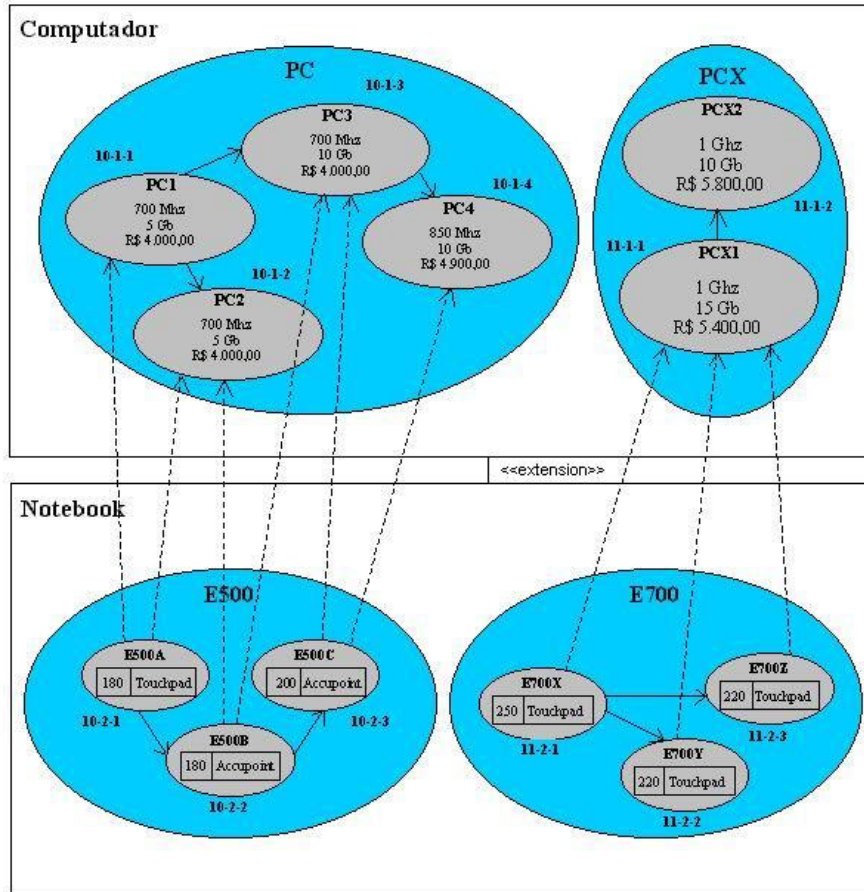 Computador
PC
10-1-3
PC3
700 Mhz
10 Gb
R$ 4.000,00
10-1-1
PC1
700 Mhz
5 Gb
R$ 4.000,00
10-1-4
PC4
850 Mhz
10 Gb
R$ 4.900,00
10-1-2
PC2
700 Mhz
5 Gb
R$ 4.000,00
PCX
PCX2
1 Ghz
10 Gb
R$ 5.800,00
11-1-2
11-1-1
PCX1
1 Ghz
15 Gb
R$ 5.400,00
<<extension>>
Notebook
E500
E500A
180 Touchpad
10-2-1
E500C
200 Accupoint
10-2-3
E500B
180 Accupoint
10-2-2
E700
E700X
250 Touchpad
11-2-1
E700Z
220 Touchpad
11-2-3
E700Y
220 Touchpad
11-2-2